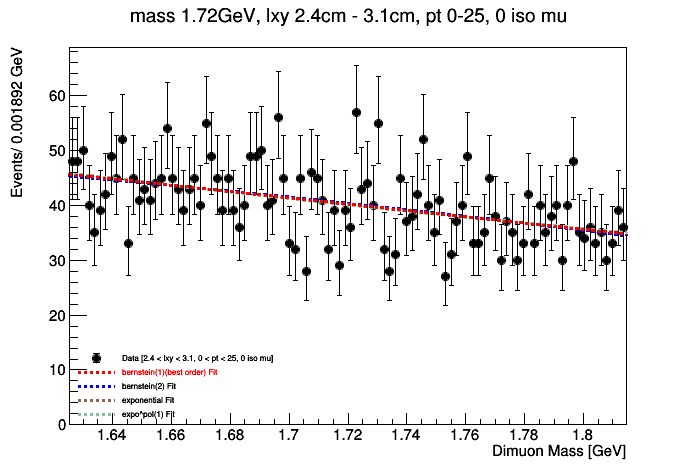 mass 1.72GeV, lxy 2.4cm - 3.1cm, pt 0-25, 0 iso mu
Events/ 0.001892 GeV
60
50
40
30
20
10
0
Data [2.4 < lxy < 3.1, 0 < pt < 25, 0 iso mu]
bernstein(1)(best order) Fit
bernstein(2) Fit
exponential Fit
expo*pol(1) Fit
1.64 1.66 1.68 1.7 1.72 1.74 1.76 1.78 1.8
Dimuon Mass [GeV]